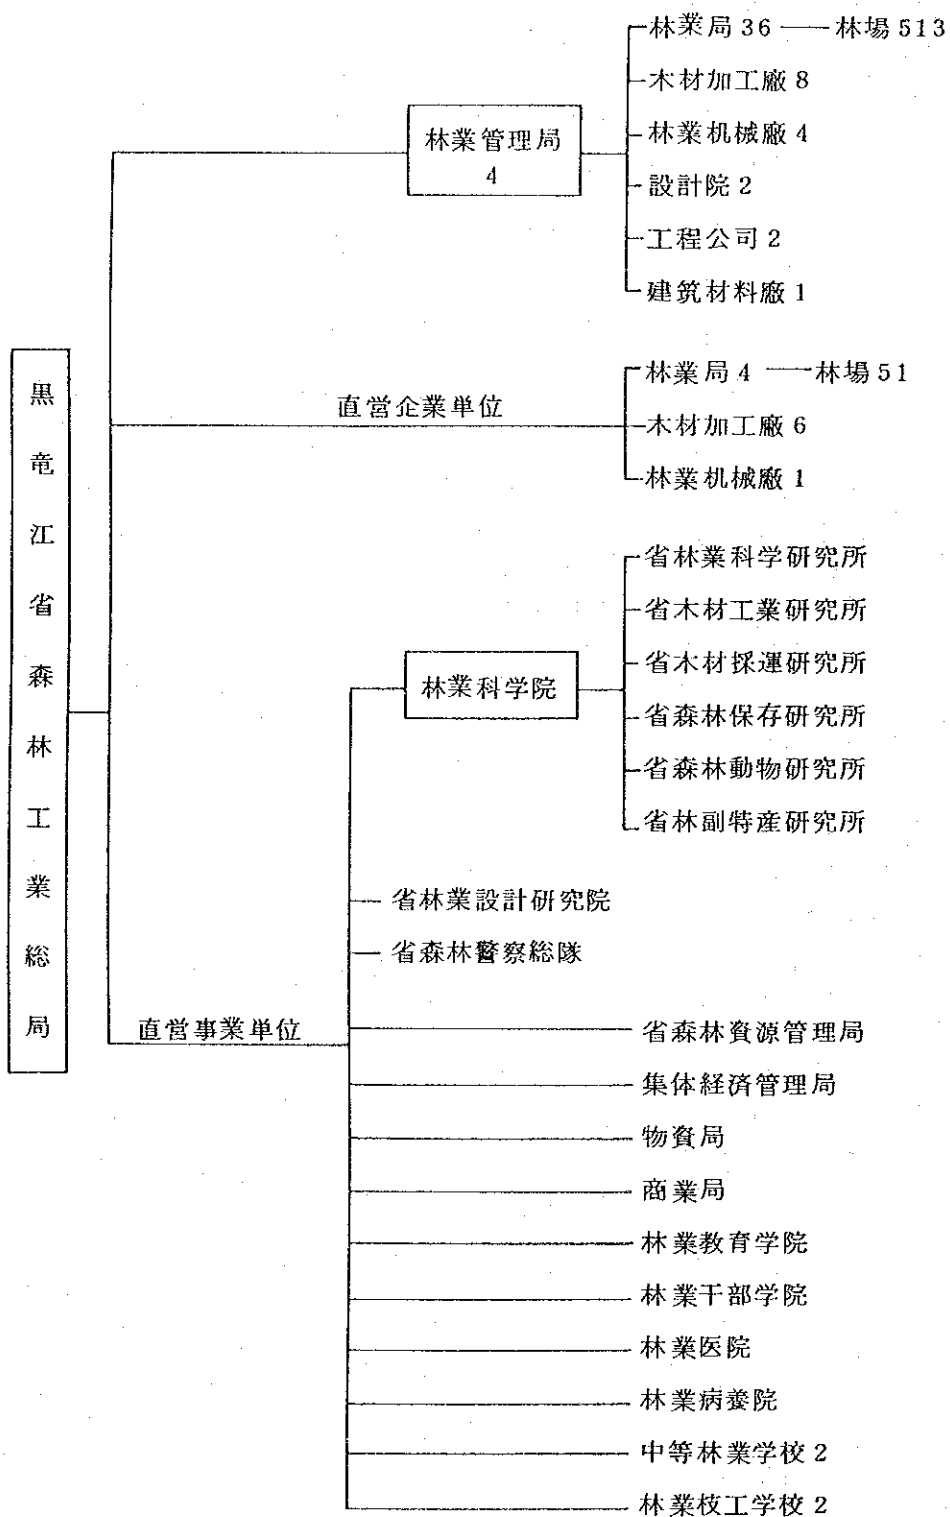 黒竜江省森林工業総局
林業管理局
4
林業局 36 林場 513
木材加工廠 8
林業机械廠 4
設計院 2
工程公司 2
建筑材料廠 1
直営企業単位
林業局 4 林場 51
木材加工廠 6
林業机械廠 1
直営事業単位
林業科学院
省林業科学研究所
省木材工業研究所
省木材採運研究所
省森林保存研究所
省森林動物研究所
省林副特産研究所
省林業設計研究院
省森林警察総隊
省森林資源管理局
集体経済管理局
物資局
商業局
林業教育学院
林業干部学院
林業医院
林業病養院
中等林業学校 2
林業枝工学校 2